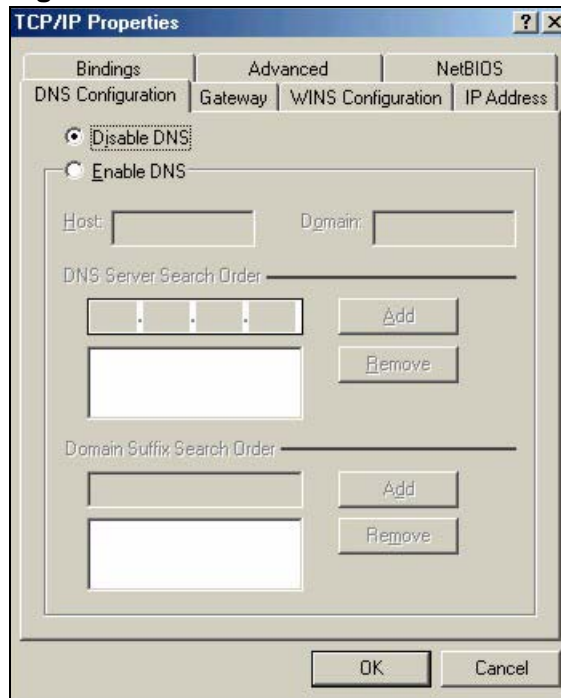 TCP/IP Properties
Bindings Advanced NetBIOS
DNS Configuration Gateway WINS Configuration IP Address
Disable DNS
Enable DNS
Host: Domain:
DNS Server Search Order
Add
Remove
Domain Suffix Search Order
Add
Remove
OK Cancel